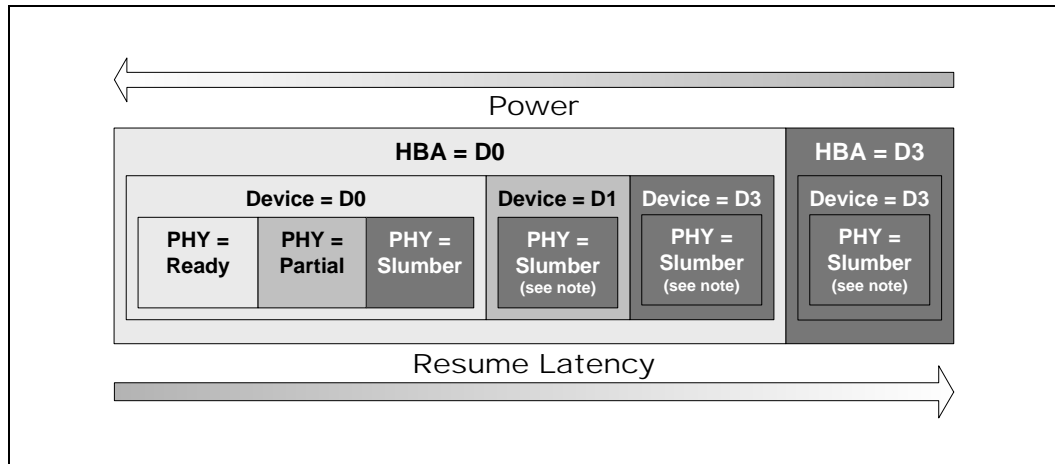 Power
HBA = D0
HBA = D3
Device = D0
Device = D1
Device = D3
Device = D3
PHY =
Ready
PHY =
Partial
PHY =
Slumber
PHY =
Slumber
(see note)
PHY =
Slumber
(see note)
PHY =
Slumber
(see note)
Resume Latency